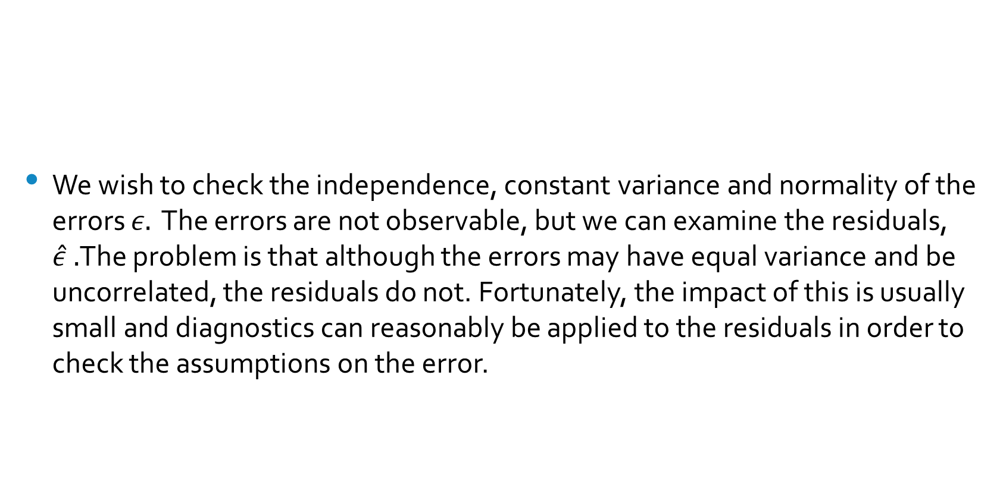 • We wish to check the independence, constant variance and normality of the
errors ϵ. The errors are not observable, but we can examine the residuals,
ϵ̂ .The problem is that although the errors may have equal variance and be
uncorrelated, the residuals do not. Fortunately, the impact of this is usually
small and diagnostics can reasonably be applied to the residuals in order to
check the assumptions on the error.